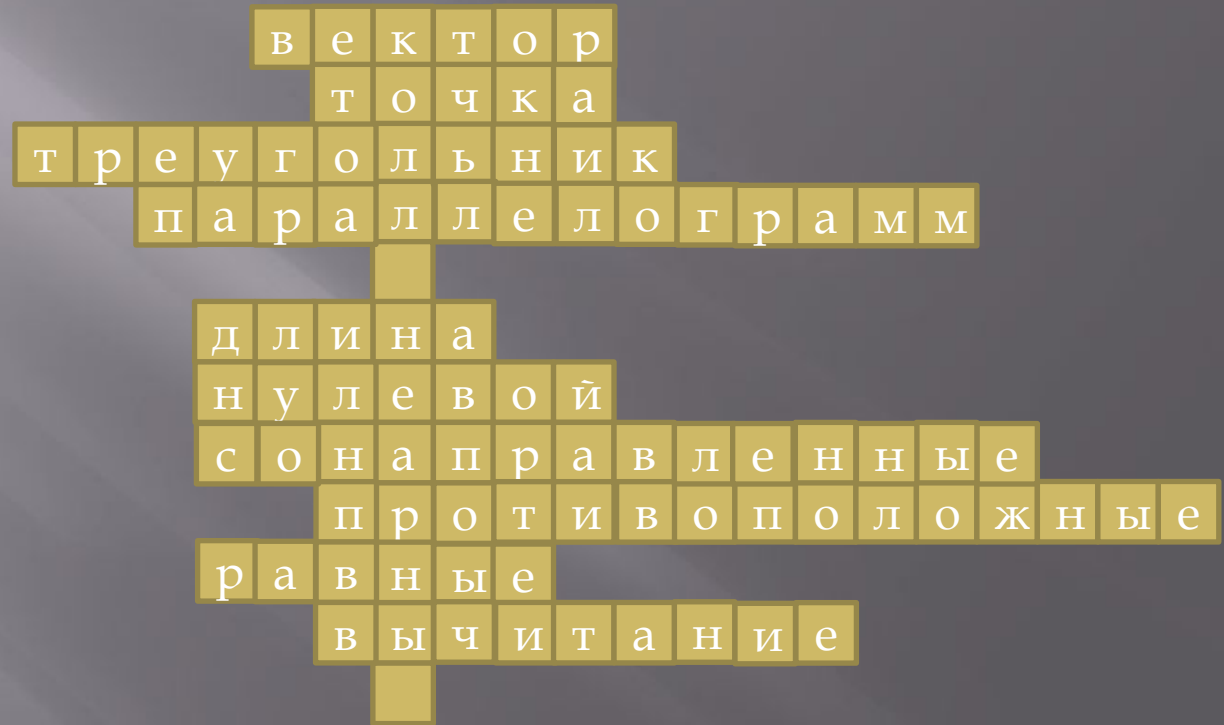 вектор
точка
треугольник
параллелограмм
длина
нулевой
сонаправленные
противоположные
равные
вычитание